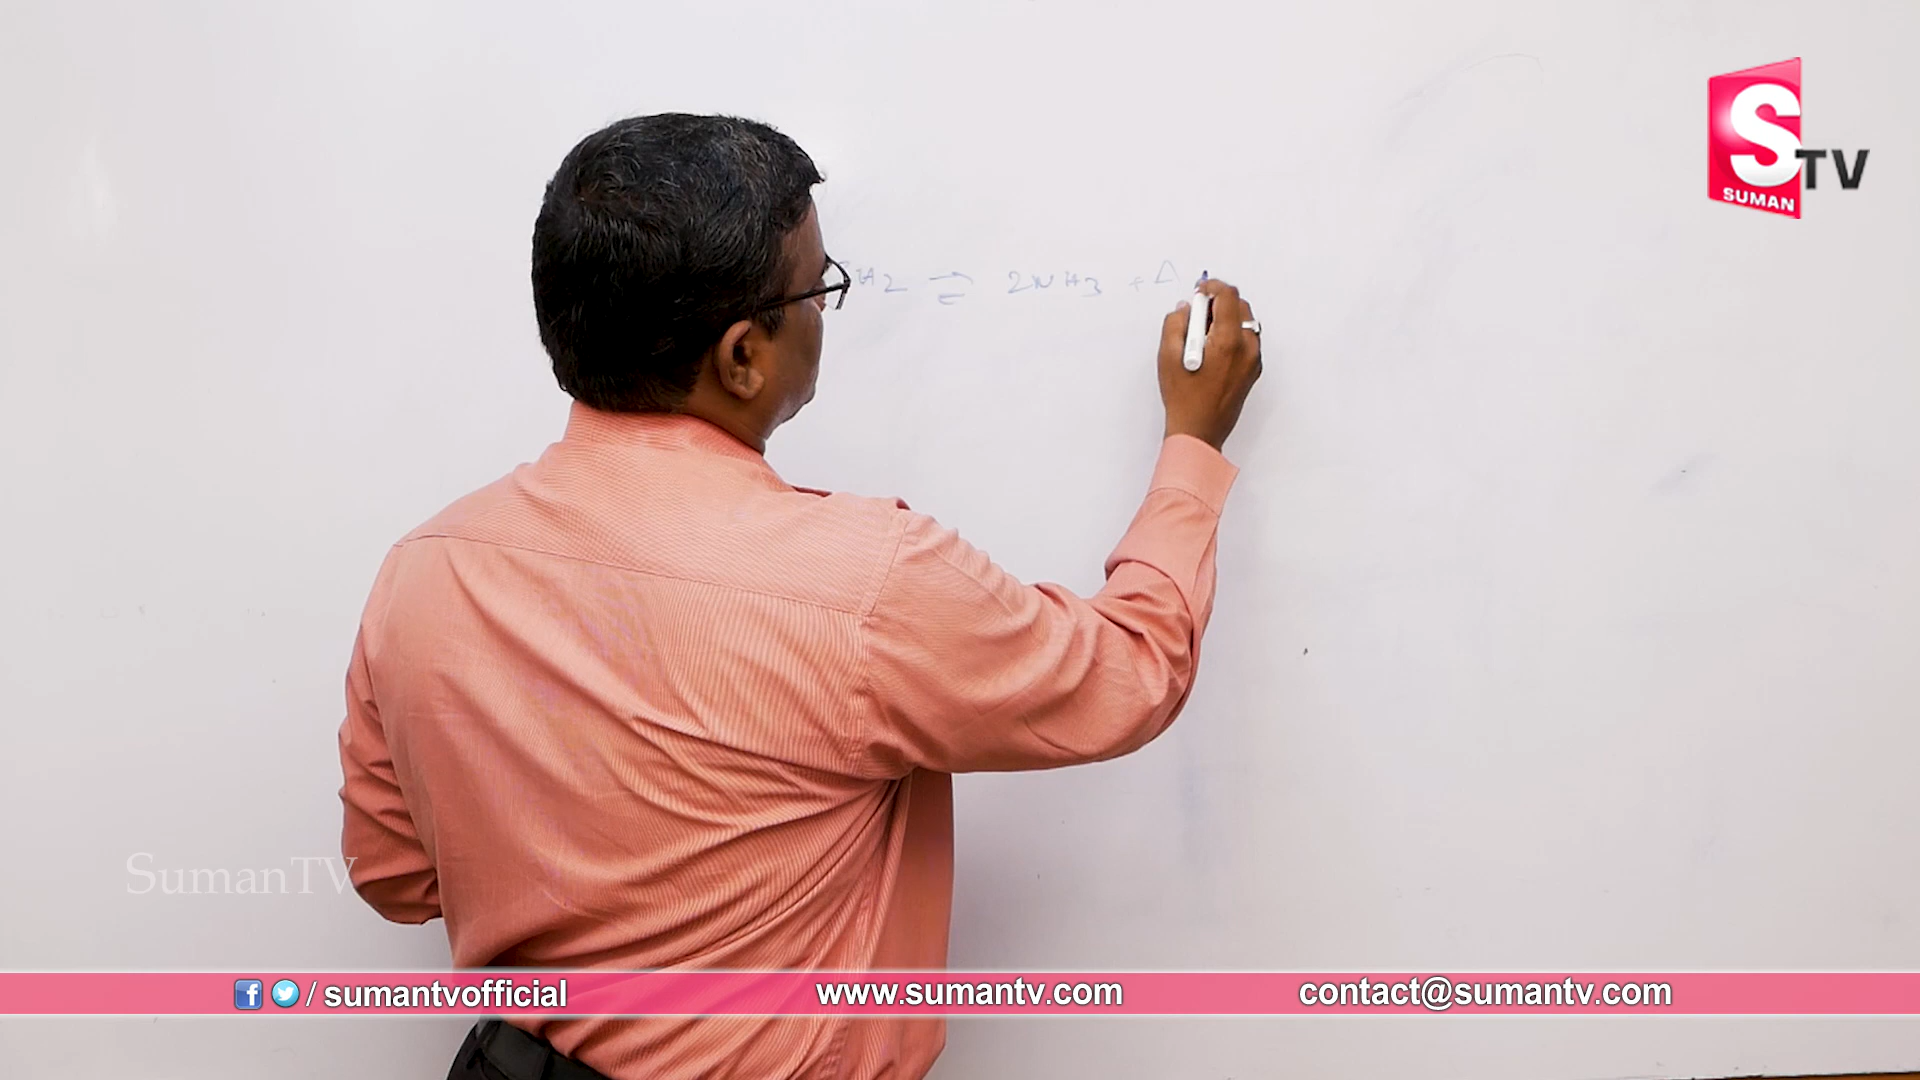 H2 ⇌ 2NH3 + Δ
S TV
SUMAN
SumanTV
/ sumantvofficial
www.sumantv.com
contact@sumantv.com